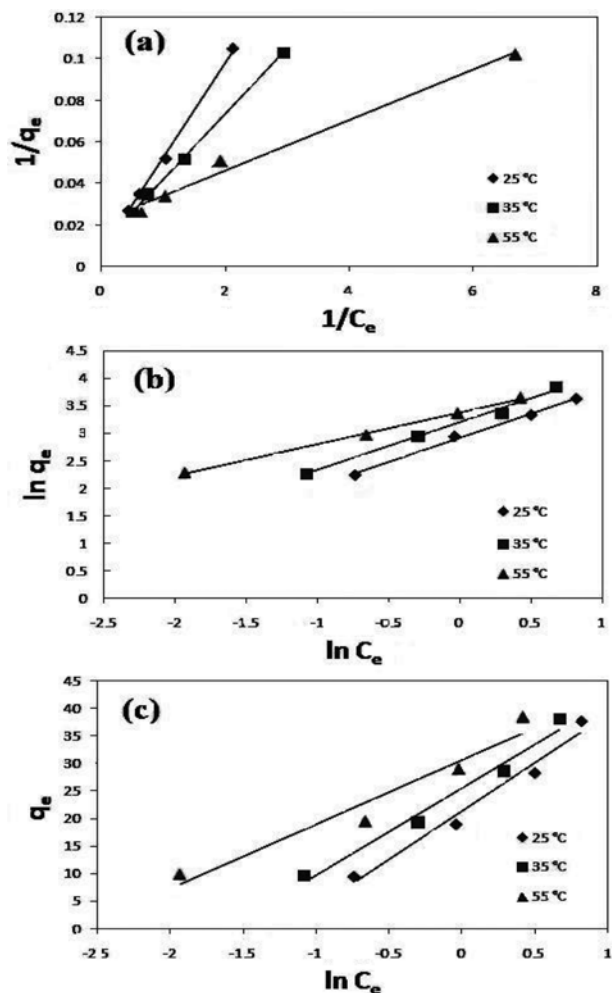 (a)
0.12
0.1
0.08
0.06
0.04
0.02
0
1/qe
0 2 4 6 8
1/Ce
25 °C
35 °C
55 °C
(b)
4.5
4
3.5
3
2.5
2
1.5
1
0.5
0
ln qe
-2.5 -2 -1.5 -1 -0.5 0 0.5 1
ln Ce
25 °C
35 °C
55 °C
(c)
45
40
35
30
25
20
15
10
5
0
qe
-2 5 -2 -1.5 -1 -0.5 0 0.5 1
ln Ce
25 °C
35 °C
55 °C